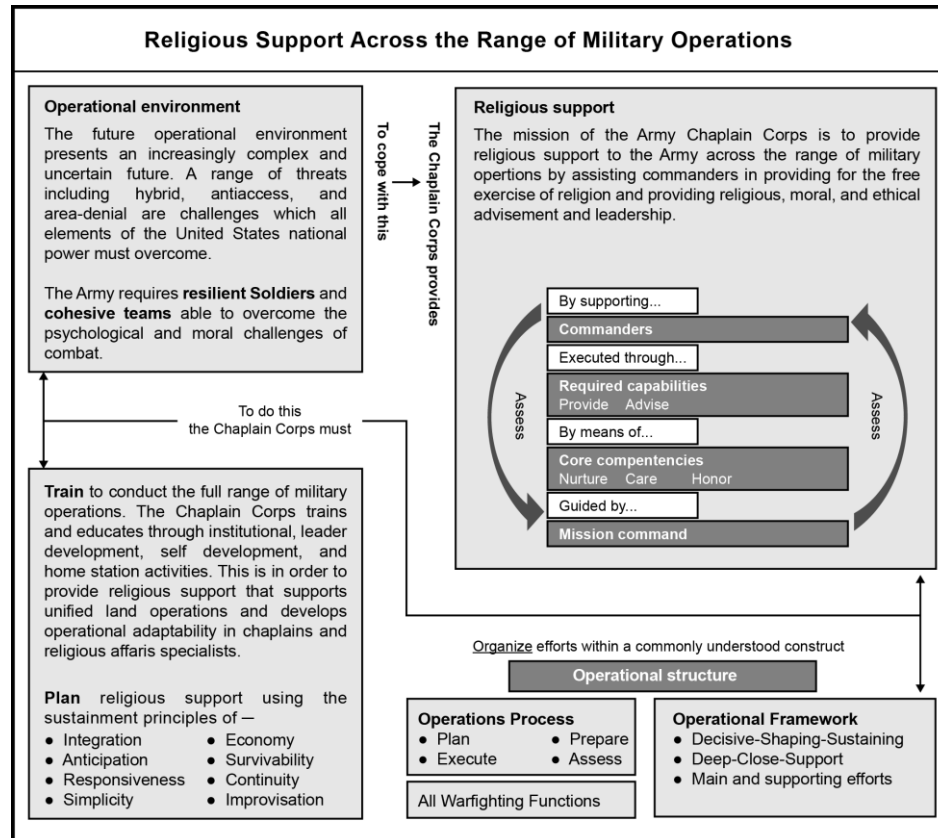 Religious Support Across the Range of Military Operations
Operational environment
The future operational environment
presents an increasingly complex and
uncertain future. A range of threats
including hybrid, antiaccess, and
area-denial are challenges which all
elements of the United States national
power must overcome.
The Army requires resilient Soldiers and
cohesive teams able to overcome the
psychological and moral challenges of
combat.
To cope with this
The Chaplain Corps provides
Religious support
The mission of the Army Chaplain Corps is to provide
religious support to the Army across the range of military
opertions by assisting commanders in providing for the free
exercise of religion and providing religious, moral, and ethical
advisement and leadership.
By supporting...
Commanders
Executed through...
Required capabilities
Provide Advise
By means of...
Core compentencies
Nurture Care Honor
Guided by...
Mission command
Assess
Assess
To do this
the Chaplain Corps must
Train to conduct the full range of military
operations. The Chaplain Corps trains
and educates through institutional, leader
development, self development, and
home station activities. This is in order to
provide religious support that supports
unified land operations and develops
operational adaptability in chaplains and
religious affaris specialists.
Plan religious support using the
sustainment principles of —
● Integration ● Economy
● Anticipation ● Survivability
● Responsiveness ● Continuity
● Simplicity ● Improvisation
Organize efforts within a commonly understood construct
Operational structure
Operations Process
● Plan ● Prepare
● Execute ● Assess
All Warfighting Functions
Operational Framework
● Decisive-Shaping-Sustaining
● Deep-Close-Support
● Main and supporting efforts